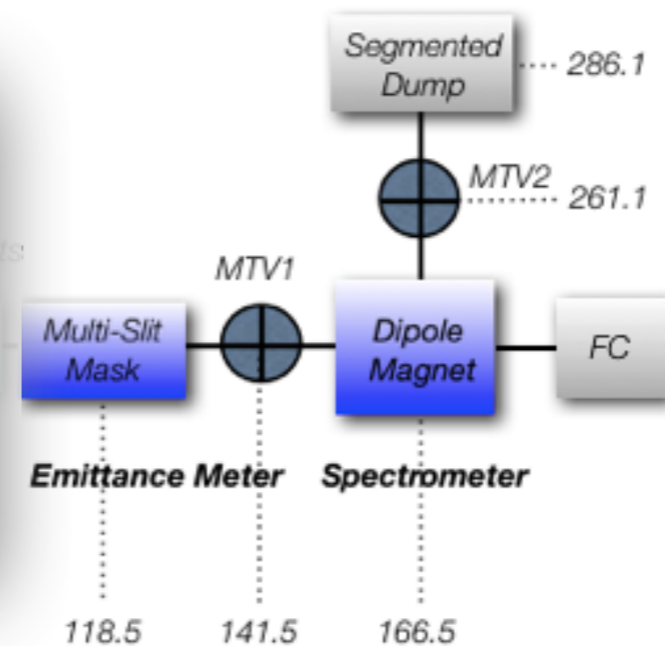 Segmented
Dump
286.1
MTV2
261.1
MTV1
Multi-Slit
Mask
Dipole
Magnet
FC
Emittance Meter
Spectrometer
118.5
141.5
166.5